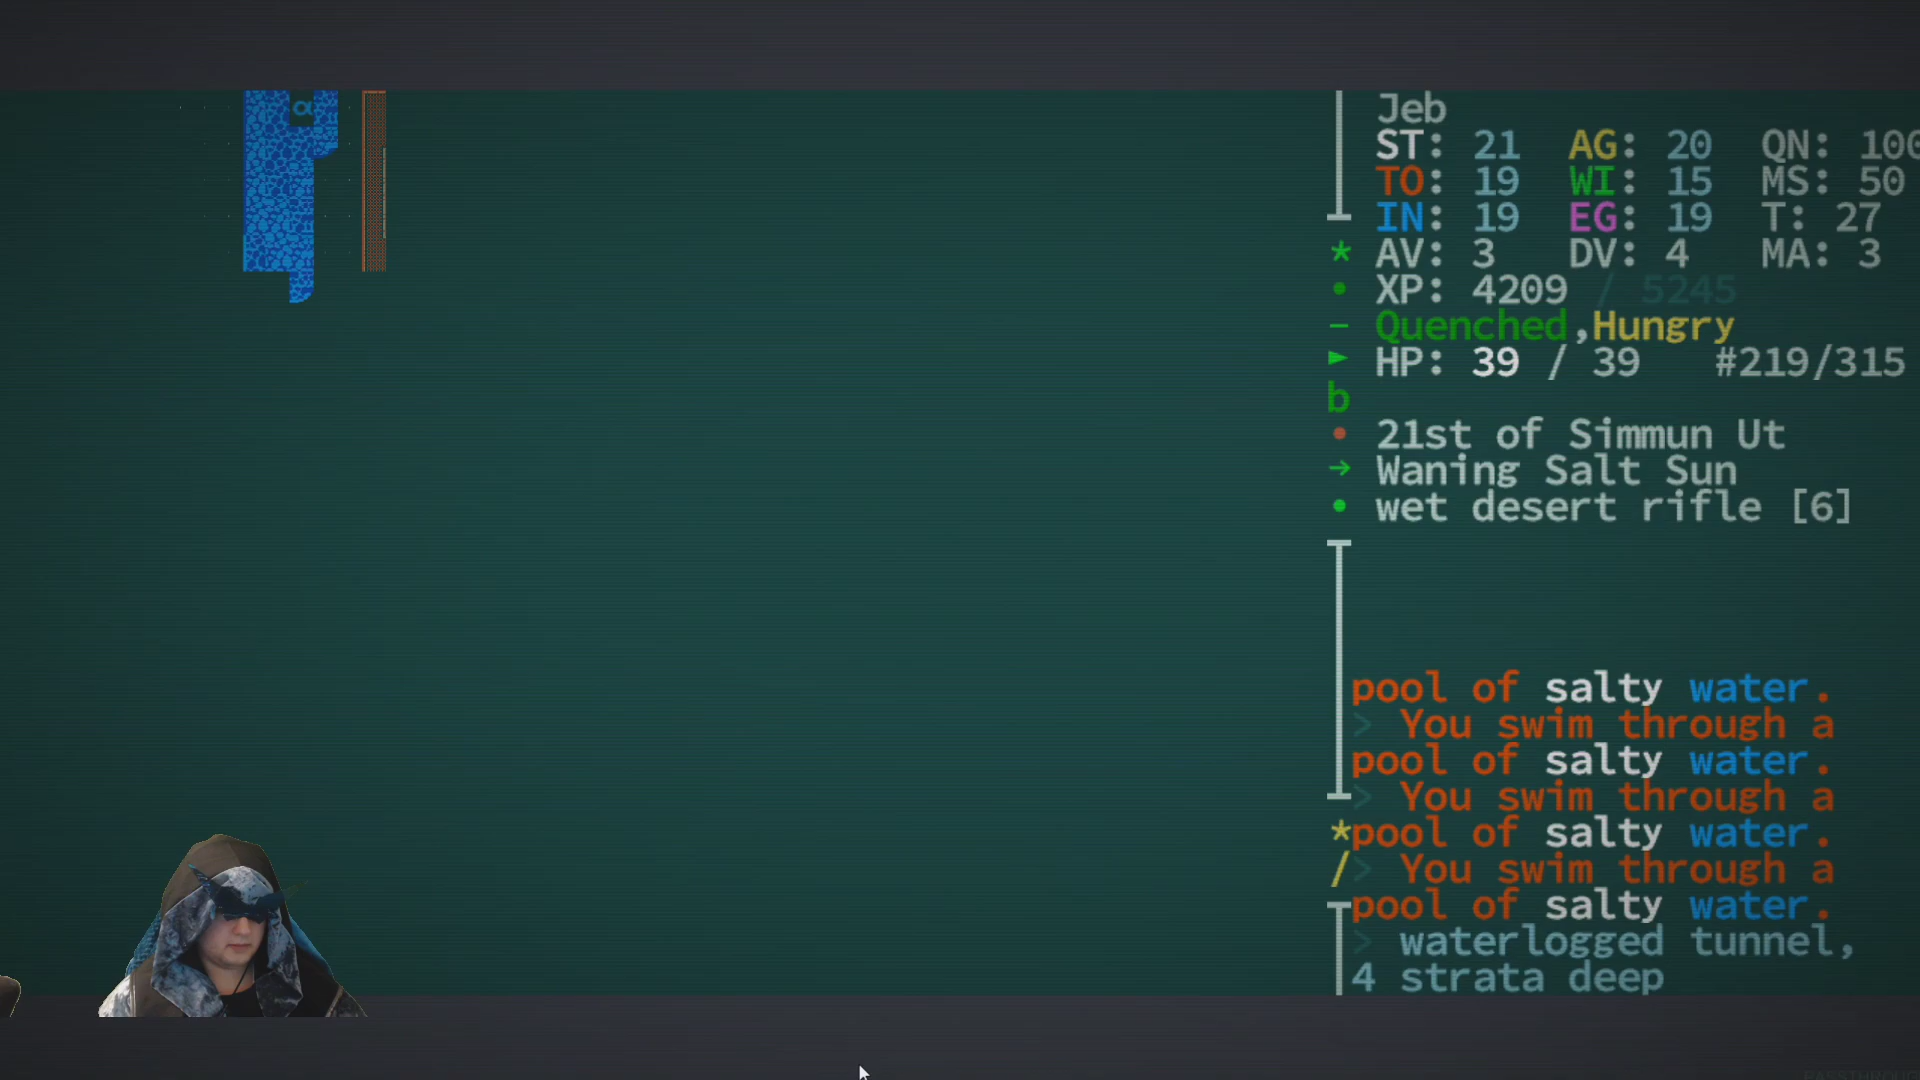 α
Jeb
ST: 21 AG: 20 QN: 100
TO: 19 WI: 15 MS: 50
IN: 19 EG: 19 T: 27
* AV: 3 DV: 4 MA: 3
XP: 4209 / 5245
Quenched,Hungry
HP: 39 / 39 #219/315
b
21st of Simmun Ut
→ Waning Salt Sun
wet desert rifle [6]
pool of salty water.
> You swim through a
pool of salty water.
> You swim through a
*pool of salty water.
/> You swim through a
pool of salty water.
> waterlogged tunnel,
4 strata deep